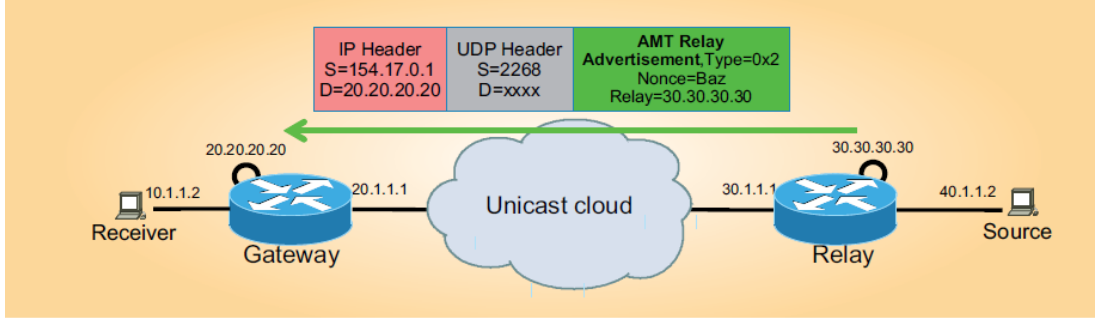 IP Header
S=154.17.0.1
D=20.20.20.20
UDP Header
S=2268
D=xxxx
AMT Relay
Advertisement,Type=0x2
Nonce=Baz
Relay=30.30.30.30
20.20.20.20
30.30.30.30
10.1.1.2
20.1.1.1
30.1.1.1
40.1.1.2
Unicast cloud
Receiver
Gateway
Relay
Source